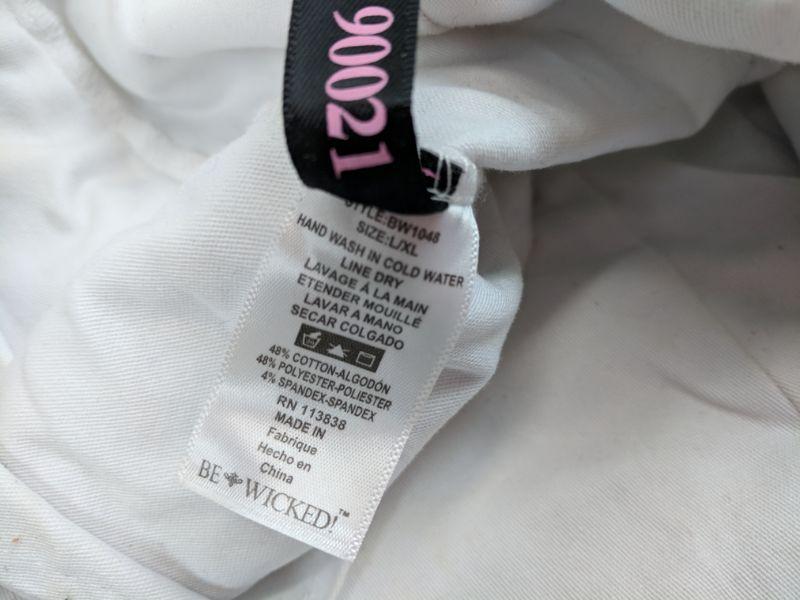 90021
STYLE:BW1048
SIZE:L/XL
HAND WASH IN COLD WATER
LINE DRY
LAVAGE À LA MAIN
ETENDER MOUILLÉ
LAVAR A MANO
SECAR COLGADO
48% COTTON-ALGODÓN
48% POLYESTER-POLIESTER
4% SPANDEX-SPANDEX
RN 113838
MADE IN
Fabrique
Hecho en
China
BE WICKED!™